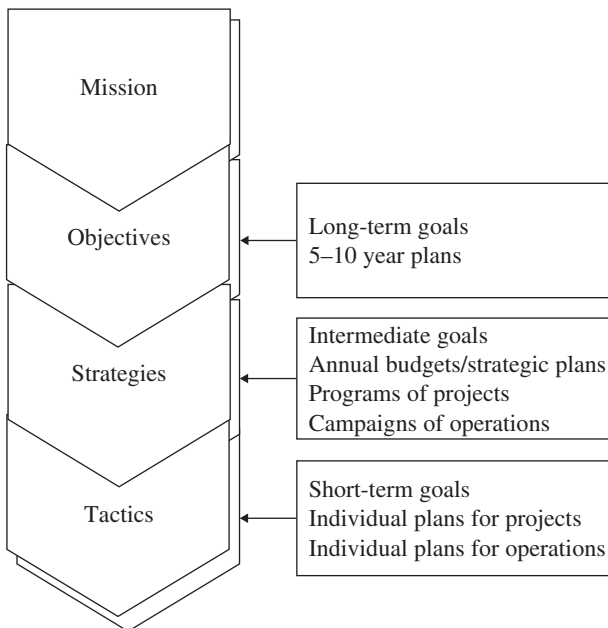 Mission
Objectives
Long-term goals
5–10 year plans
Strategies
Intermediate goals
Annual budgets/strategic plans
Programs of projects
Campaigns of operations
Tactics
Short-term goals
Individual plans for projects
Individual plans for operations